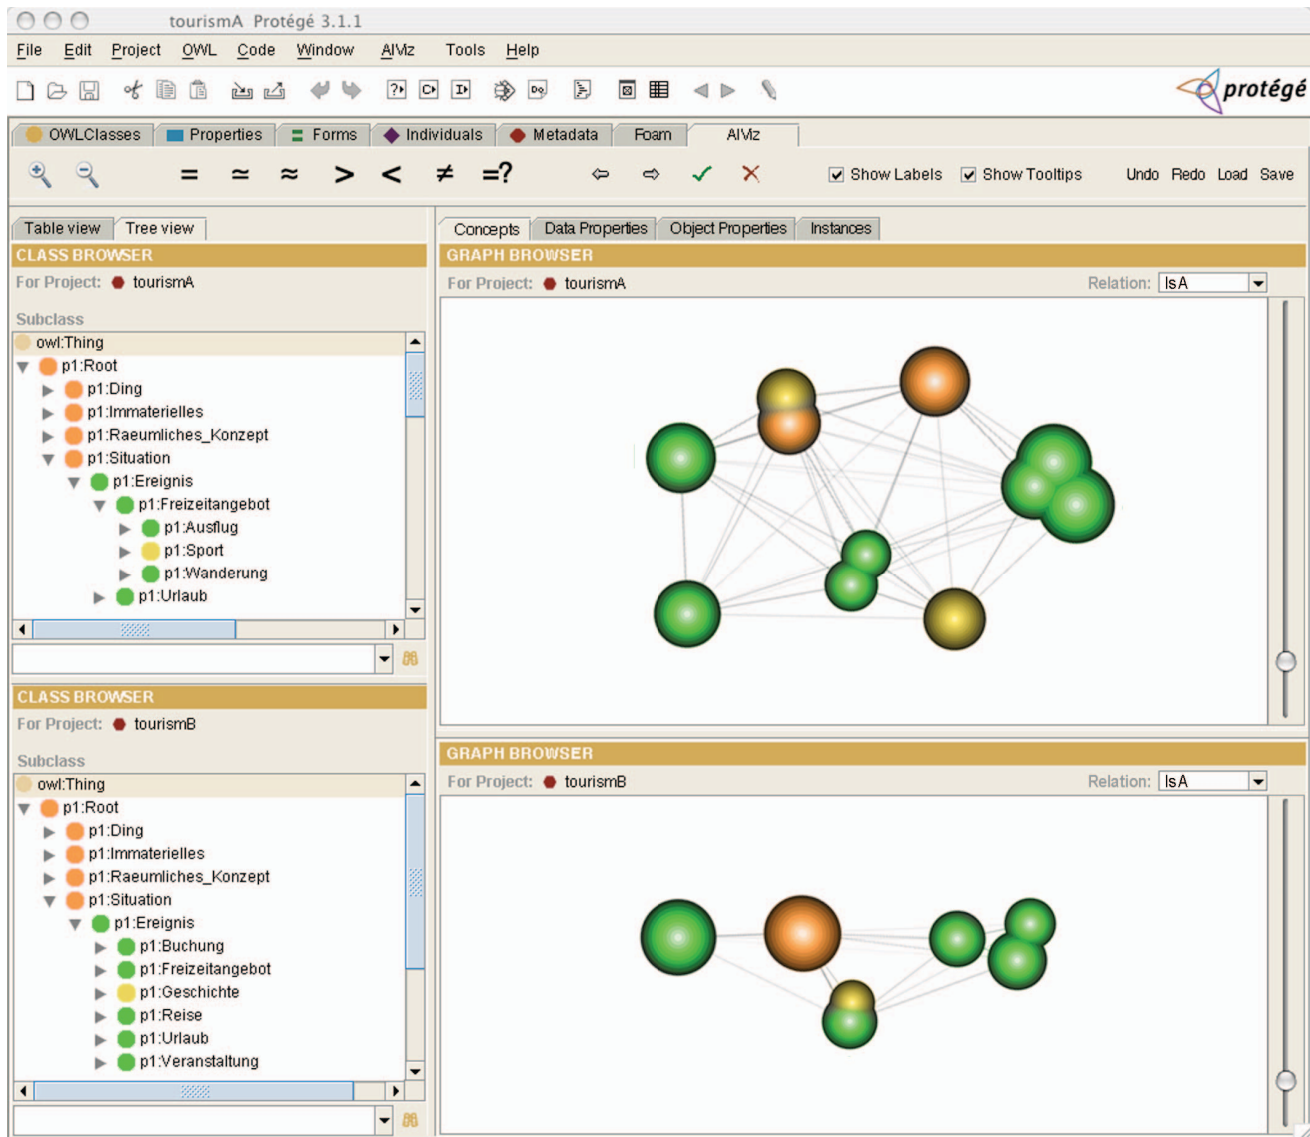 tourismA Protégé 3.1.1
File Edit Project OWL Code Window AlViz Tools Help
protégé
OWLClasses Properties Forms Individuals Metadata Foam AlViz
= ≃ ≈ > < ≠ =? Show Labels Show Tooltips Undo Redo Load Save
Table view Tree view
Concepts Data Properties Object Properties Instances
CLASS BROWSER
For Project: tourismA
Subclass
owl:Thing
p1:Root
p1:Ding
p1:Immaterielles
p1:Raeumliches_Konzept
p1:Situation
p1:Ereignis
p1:Freizeitangebot
p1:Ausflug
p1:Sport
p1:Wanderung
p1:Urlaub
GRAPH BROWSER
For Project: tourismA Relation: IsA
CLASS BROWSER
For Project: tourismB
Subclass
owl:Thing
p1:Root
p1:Ding
p1:Immaterielles
p1:Raeumliches_Konzept
p1:Situation
p1:Ereignis
p1:Buchung
p1:Freizeitangebot
p1:Geschichte
p1:Reise
p1:Urlaub
p1:Veranstaltung
GRAPH BROWSER
For Project: tourismB Relation: IsA